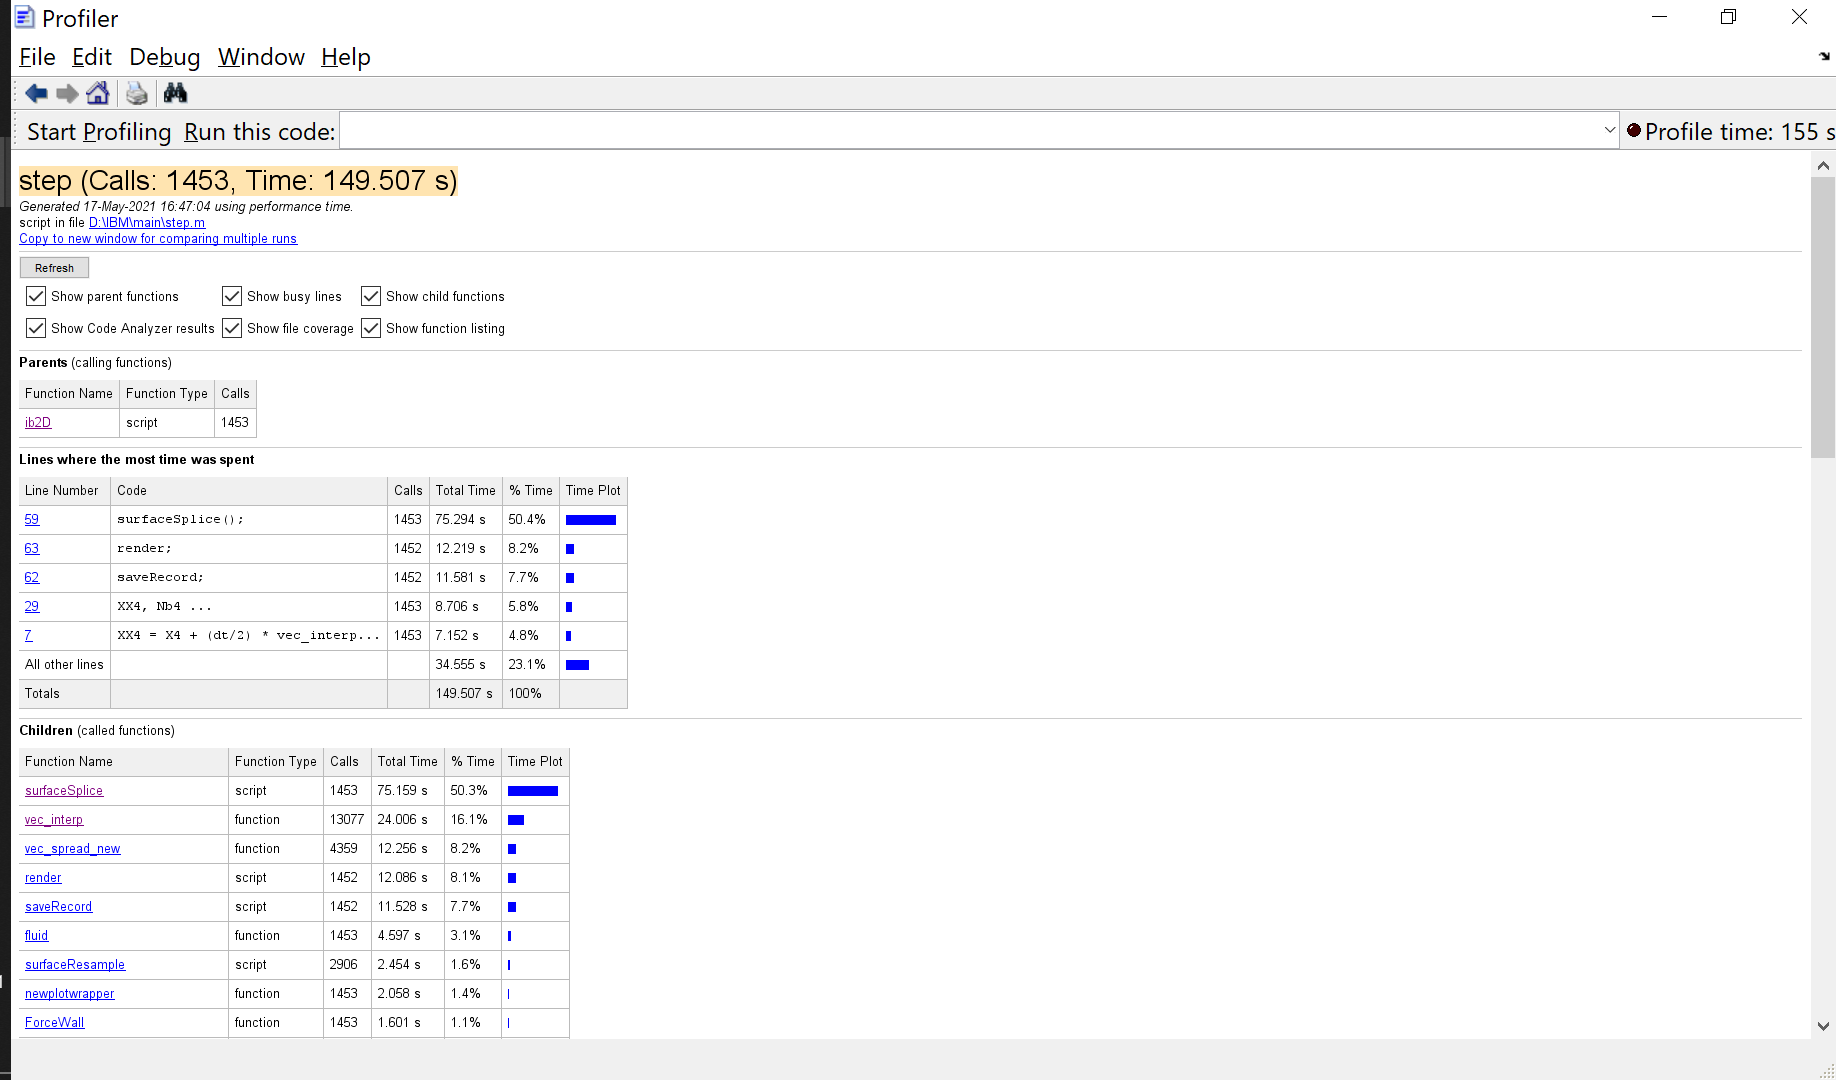 Profiler
File Edit Debug Window Help
Start Profiling Run this code: Profile time: 155 s
step (Calls: 1453, Time: 149.507 s)
Generated 17-May-2021 16:47:04 using performance time.
script in file D:\IBM\main\step.m
Copy to new window for comparing multiple runs
Refresh
Show parent functions Show busy lines Show child functions
Show Code Analyzer results Show file coverage Show function listing
Parents (calling functions)
Function Name Function Type Calls
ib2D script 1453
Lines where the most time was spent
Line Number Code Calls Total Time % Time Time Plot
59 surfaceSplice(); 1453 75.294 s 50.4%
63 render; 1452 12.219 s 8.2%
62 saveRecord; 1452 11.581 s 7.7%
29 XX4, Nb4 ... 1453 8.706 s 5.8%
7 XX4 = X4 + (dt/2) * vec_interp... 1453 7.152 s 4.8%
All other lines 34.555 s 23.1%
Totals 149.507 s 100%
Children (called functions)
Function Name Function Type Calls Total Time % Time Time Plot
surfaceSplice script 1453 75.159 s 50.3%
vec_interp function 13077 24.006 s 16.1%
vec_spread_new function 4359 12.256 s 8.2%
render script 1452 12.086 s 8.1%
saveRecord script 1452 11.528 s 7.7%
fluid function 1453 4.597 s 3.1%
surfaceResample script 2906 2.454 s 1.6%
newplotwrapper function 1453 2.058 s 1.4%
ForceWall function 1453 1.601 s 1.1%